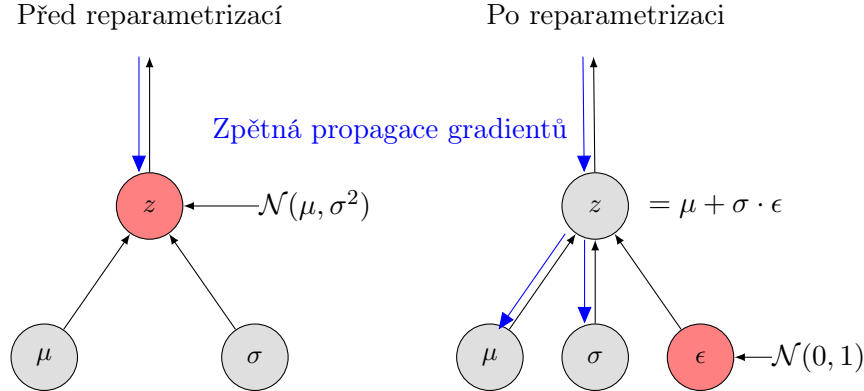 Před reparametrizací
Po reparametrizaci
Zpětná propagace gradientů
z
𝒩(μ, σ²)
z
= μ + σ · ϵ
μ
σ
μ
σ
ϵ
𝒩(0, 1)